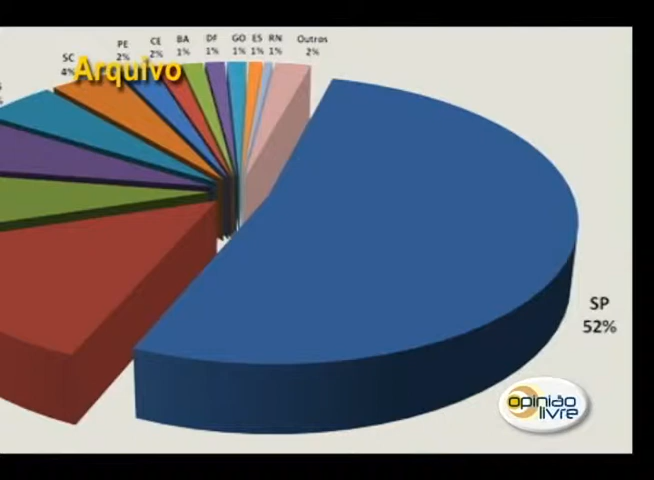 PE
2%
CE
2%
BA
1%
DF
1%
GO
1%
ES
1%
RN
1%
Outros
2%
SC
4%
Arquivo
SP
52%
opinião
livre